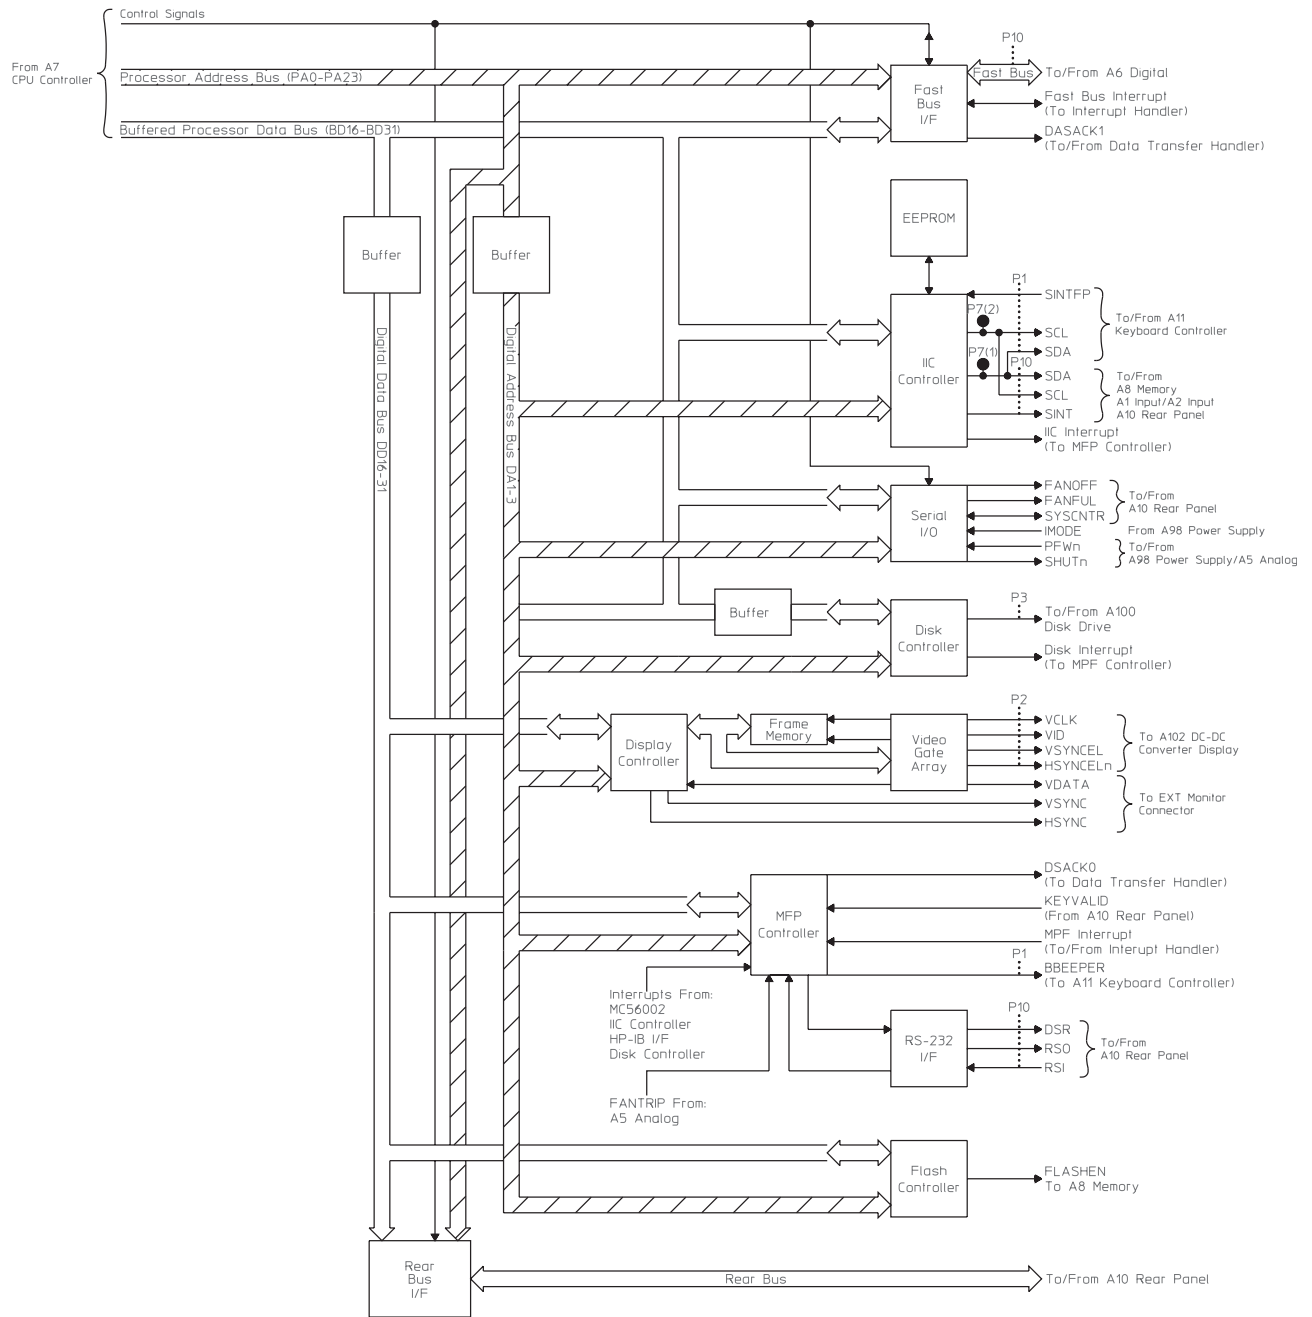 Control Signals
From A7
CPU Controller
Processor Address Bus (PA0-PA23)
Buffered Processor Data Bus (BD16-BD31)
Fast
Bus
I/F
P10
Fast Bus
To/From A6 Digital
Fast Bus Interrupt
(To Interrupt Handler)
DASACK1
(To/From Data Transfer Handler)
EEPROM
Buffer
Buffer
Digital Data Bus DD16-31
Digital Address Bus DA1-3
IIC
Controller
P7(2)
P7(1)
P1
P10
SINTFP
SCL
SDA
To/From A11
Keyboard Controller
SDA
SCL
SINT
To/From
A8 Memory
A1 Input/A2 Input
A10 Rear Panel
IIC Interrupt
(To MFP Controller)
Serial
I/O
FANOFF
FANFUL
SYSCNTR
To/From
A10 Rear Panel
IMODE
From A98 Power Supply
PFWn
SHUTn
To/From
A98 Power Supply/A5 Analog
Buffer
Disk
Controller
P3
To/From A100
Disk Drive
Disk Interrupt
(To MPF Controller)
Display
Controller
Frame
Memory
Video
Gate
Array
P2
VCLK
VID
VSYNCEL
HSYNCELn
To A102 DC-DC
Converter Display
VDATA
VSYNC
HSYNC
To EXT Monitor
Connector
MFP
Controller
DSACK0
(To Data Transfer Handler)
KEYVALID
(From A10 Rear Panel)
MPF Interrupt
(To/From Interupt Handler)
P1
BBEEPER
(To A11 Keyboard Controller)
Interrupts From:
MC56002
IIC Controller
HP-IB I/F
Disk Controller
RS-232
I/F
P10
DSR
RSO
RSI
To/From
A10 Rear Panel
FANTRIP From:
A5 Analog
Flash
Controller
FLASHEN
To A8 Memory
Rear
Bus
I/F
Rear Bus
To/From A10 Rear Panel